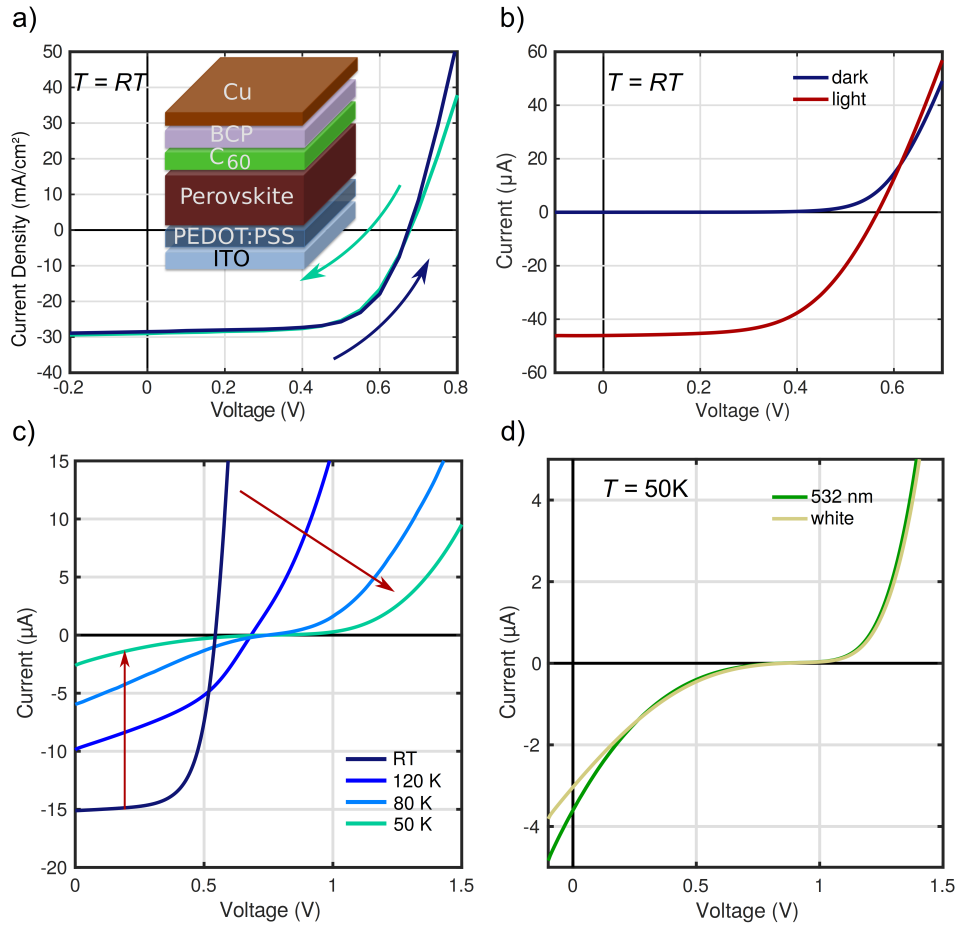 a)
50
40
30
20
10
0
-10
-20
-30
-40
-0.2
0
0.2
0.4
0.6
0.8
Current Density (mA/cm²)
Voltage (V)
T = RT
Cu
BCP
C60
Perovskite
PEDOT:PSS
ITO
b)
60
40
20
0
-20
-40
-60
0
0.2
0.4
0.6
Current (μA)
Voltage (V)
T = RT
dark
light
c)
15
10
5
0
-5
-10
-15
-20
0
0.5
1
1.5
Current (μA)
Voltage (V)
RT
120 K
80 K
50 K
d)
4
2
0
-2
-4
0
0.5
1
1.5
Current (μA)
Voltage (V)
T = 50K
532 nm
white